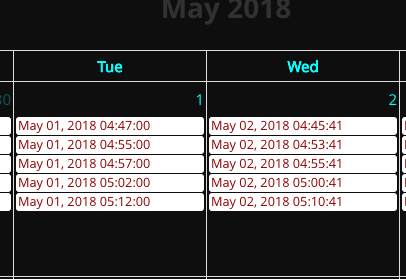 May 2018
Tue
Wed
30
1
2
May 01, 2018 04:47:00
May 02, 2018 04:45:41
May 01, 2018 04:55:00
May 02, 2018 04:53:41
May 01, 2018 04:57:00
May 02, 2018 04:55:41
May 01, 2018 05:02:00
May 02, 2018 05:00:41
May 01, 2018 05:12:00
May 02, 2018 05:10:41